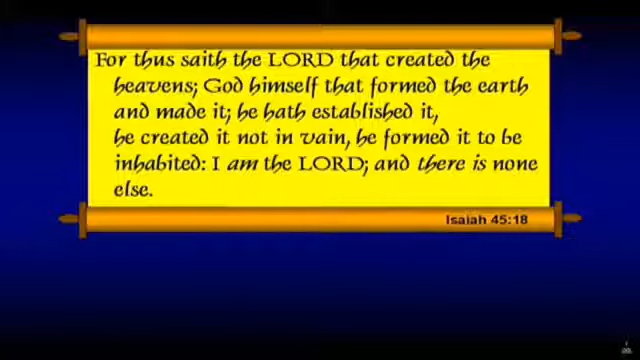 For thus saith the LORD that created the
heavens; God himself that formed the earth
and made it; he hath established it,
he created it not in vain, he formed it to be
inhabited: I am the LORD; and there is none
else.
Isaiah 45:18